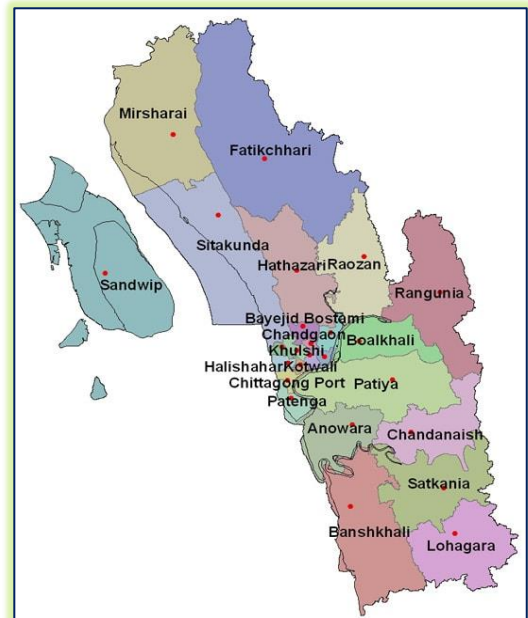 Mirsharai
Fatikchhari
Sitakunda
Hathazari
Raozan
Sandwip
Rangunia
Bayejid Bostami
Chandgaon
Boalkhali
Khulshi
Halishahar
Kotwali
Chittagong Port
Patiya
Patenga
Anowara
Chandanaish
Satkania
Banshkhali
Lohagara